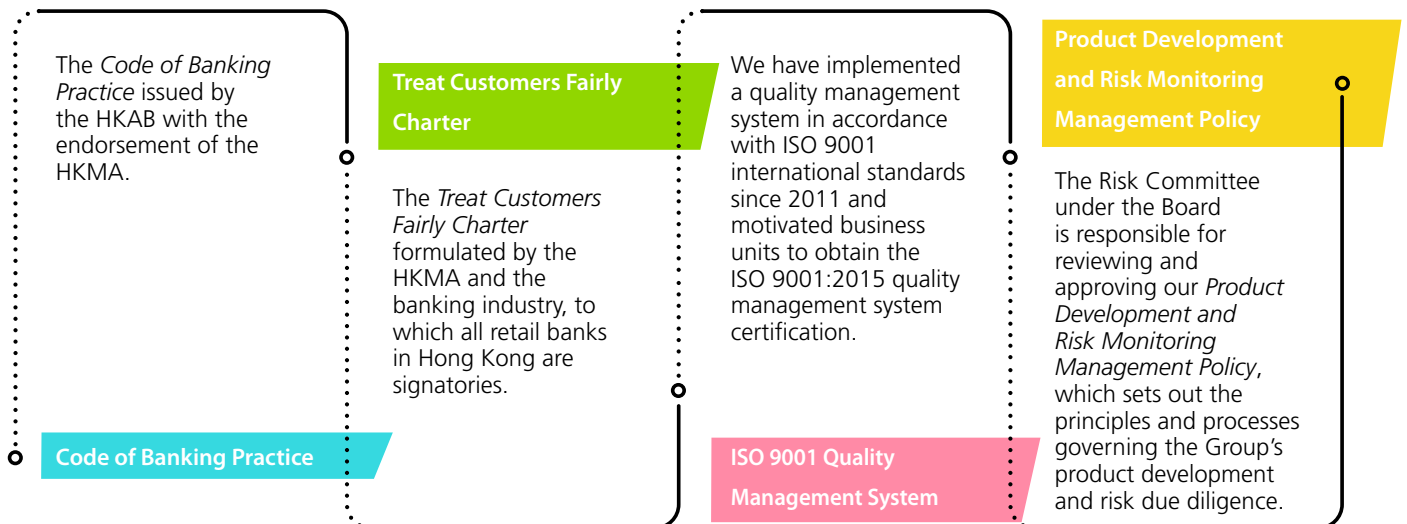 The Code of Banking
Practice issued by
the HKAB with the
endorsement of the
HKMA.
Code of Banking Practice
Treat Customers Fairly
Charter
The Treat Customers
Fairly Charter
formulated by the
HKMA and the
banking industry, to
which all retail banks
in Hong Kong are
signatories.
We have implemented
a quality management
system in accordance
with ISO 9001
international standards
since 2011 and
motivated business
units to obtain the
ISO 9001:2015 quality
management system
certification.
ISO 9001 Quality
Management System
Product Development
and Risk Monitoring
Management Policy
The Risk Committee
under the Board
is responsible for
reviewing and
approving our Product
Development and
Risk Monitoring
Management Policy,
which sets out the
principles and processes
governing the Group’s
product development
and risk due diligence.